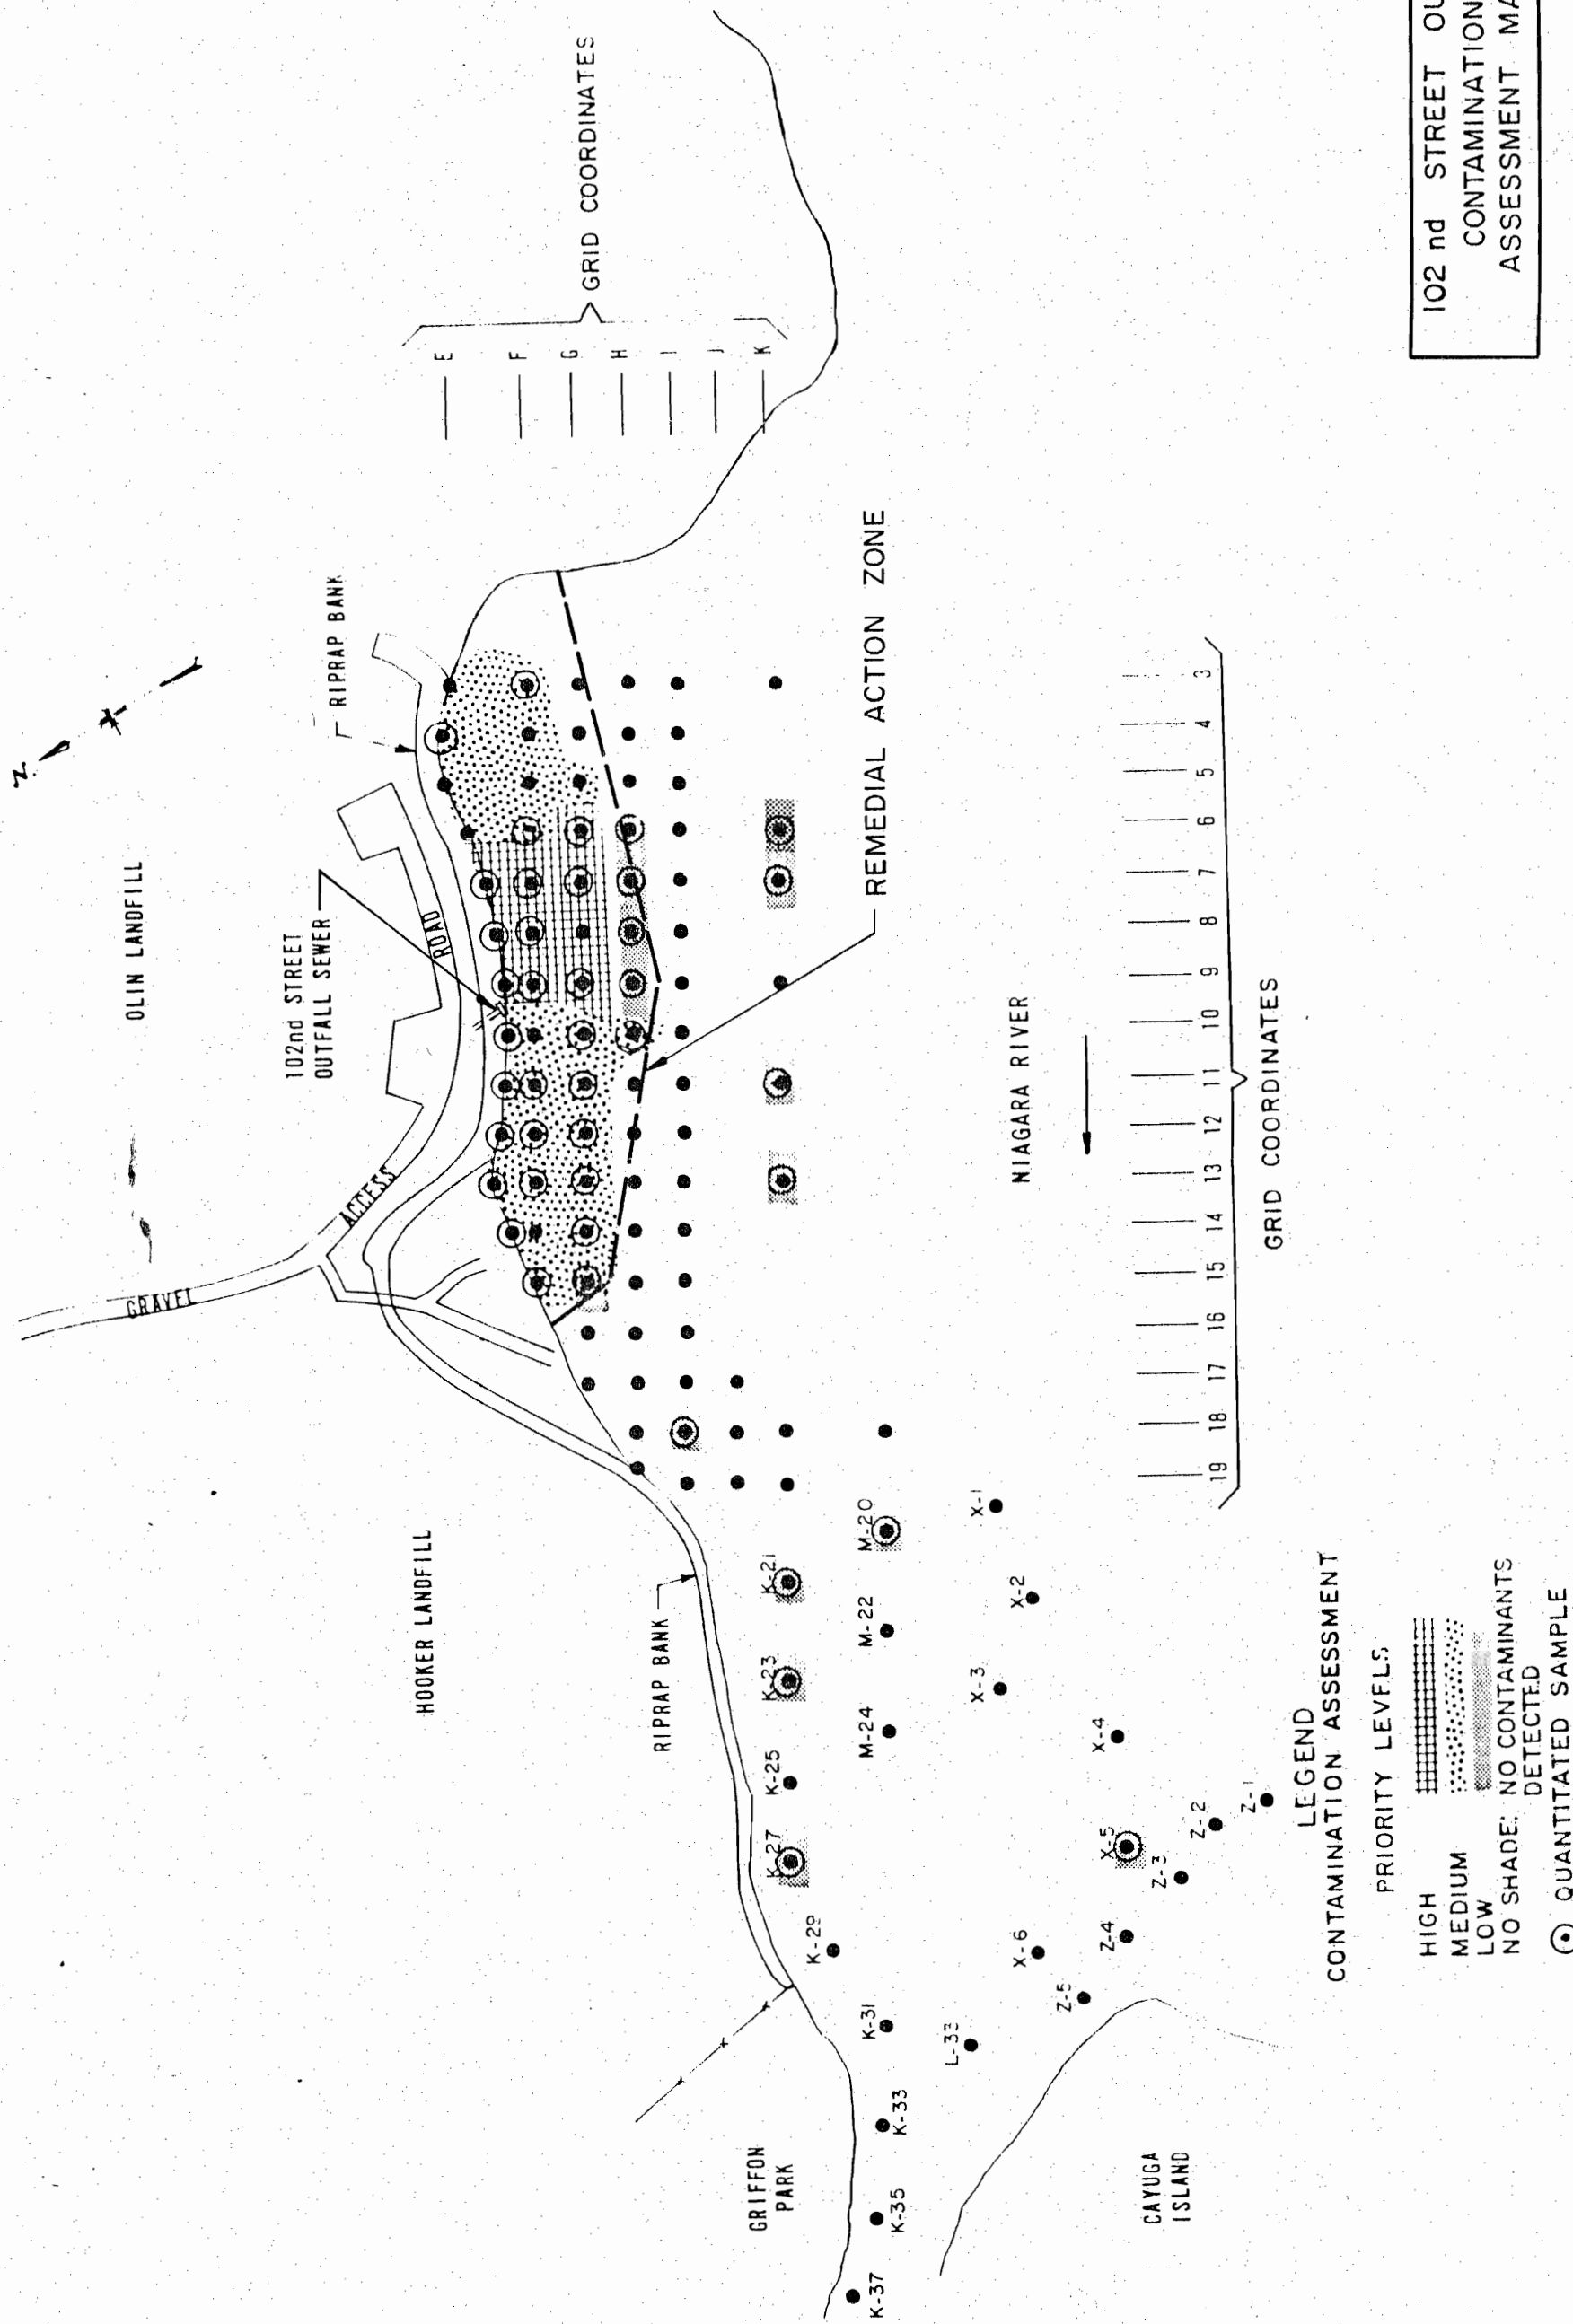 102 nd STREET OU
CONTAMINATION
ASSESSMENT MA
OLIN LANDFILL
102nd STREET
OUTFALL SEWER
RIPRAP BANK
ROAD
ACCESS
GRAVEL
GRID COORDINATES
E
F
G
H
I
J
K
REMEDIAL ACTION ZONE
NIAGARA RIVER
19 18 17 16 15 14 13 12 11 10 9 8 7 6 5 4 3
GRID COORDINATES
HOOKER LANDFILL
RIPRAP BANK
GRIFFON
PARK
CAYUGA
ISLAND
K-21
K-23
K-25
K-27
K-29
K-31
K-33
K-35
K-37
L-33
M-20
M-22
M-24
X-1
X-2
X-3
X-4
X-5
X-6
Z-1
Z-2
Z-3
Z-4
Z-5
LEGEND
CONTAMINATION ASSESSMENT
PRIORITY LEVELS
HIGH
MEDIUM
LOW
NO SHADE: NO CONTAMINANTS
DETECTED
QUANTITATED SAMPLE